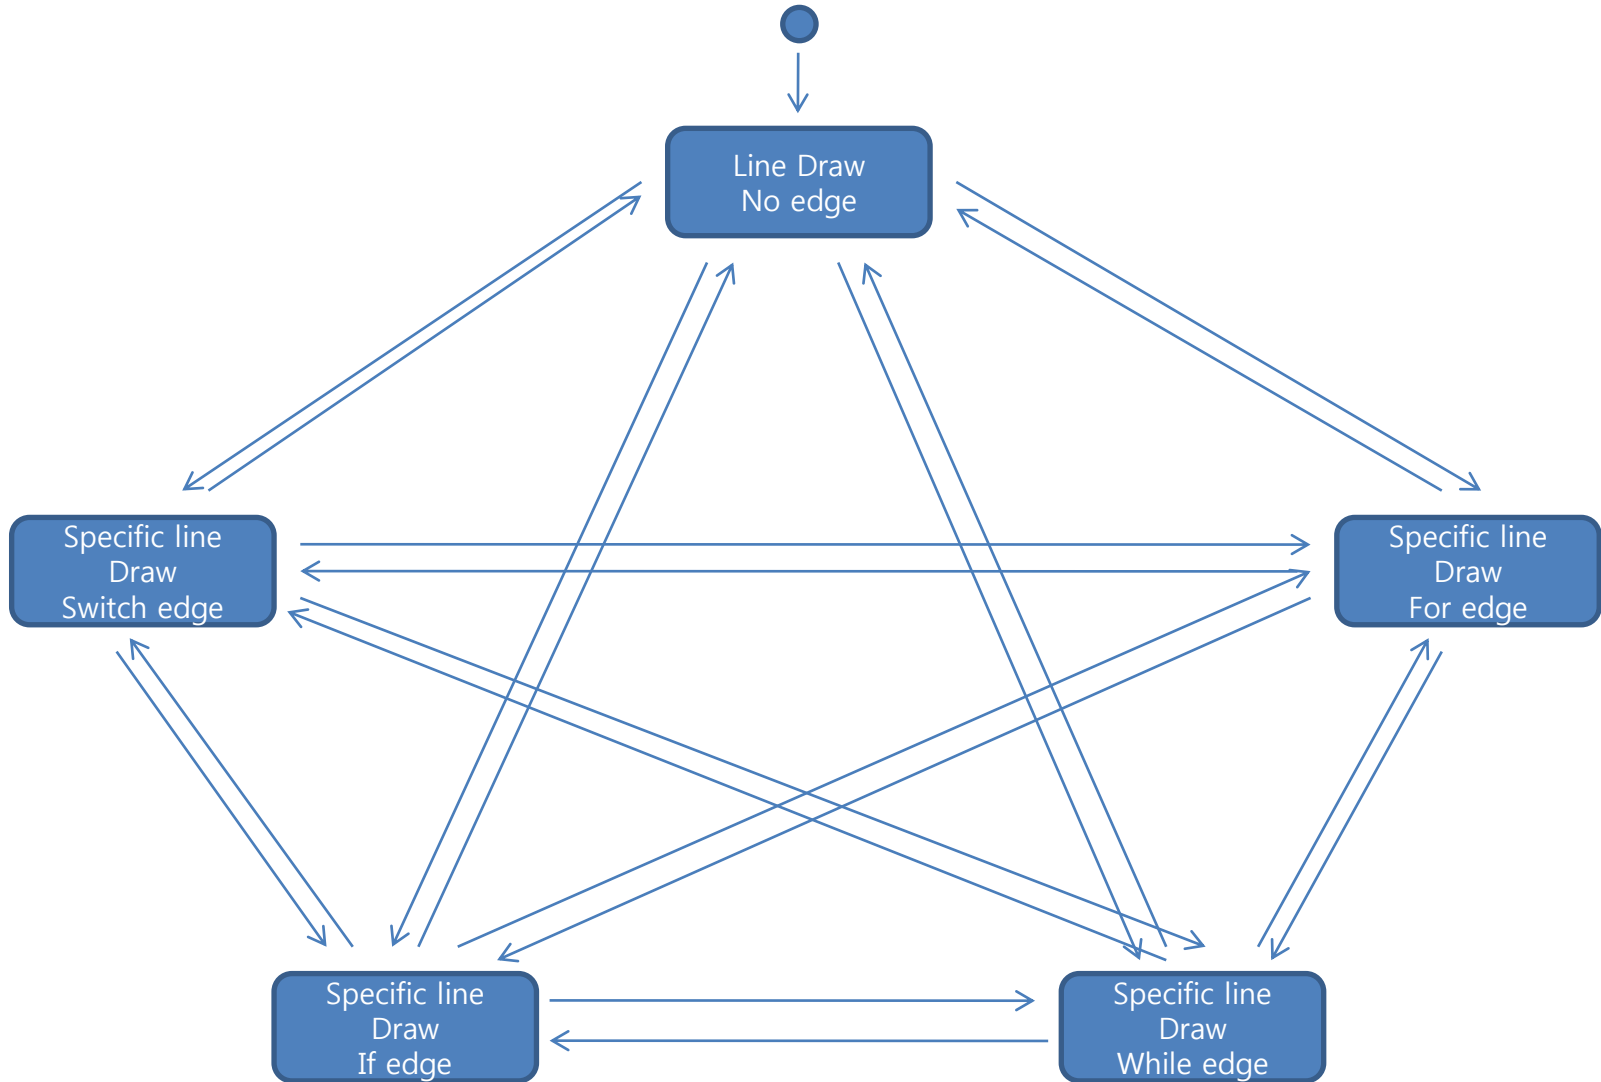 Line Draw
No edge
Specific line
Draw
Switch edge
Specific line
Draw
For edge
Specific line
Draw
If edge
Specific line
Draw
While edge